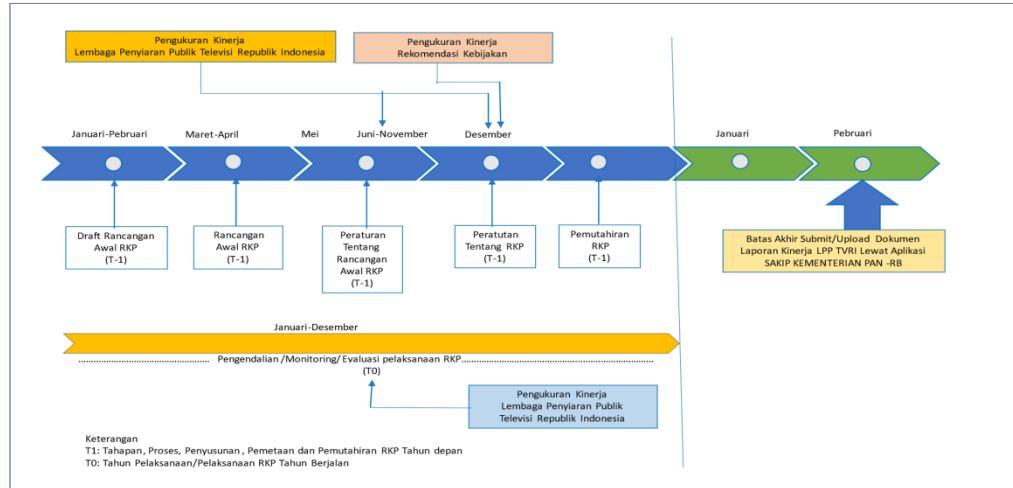 Pengukuran Kinerja
Lembaga Penyiaran Publik Televisi Republik Indonesia
Pengukuran Kinerja
Rekomendasi Kebijakan
Januari-Pebruari
Maret-April
Mei
Juni-November
Desember
Januari
Pebruari
Draft Rancangan
Awal RKP
(T-1)
Rancangan
Awal RKP
(T-1)
Peraturan
Tentang
Rancangan
Awal RKP
(T-1)
Peratutan
Tentang RKP
(T-1)
Pemutahiran
RKP
(T-1)
Batas Akhir Submit/Upload Dokumen
Laporan Kinerja LPP TVRI Lewat Aplikasi
SAKIP KEMENTERIAN PAN -RB
Januari-Desember
Pengendalian /Monitoring/ Evaluasi pelaksanaan RKP
(T0)
Pengukuran Kinerja
Lembaga Penyiaran Publik
Televisi Republik Indonesia
Keterangan
T1: Tahapan, Proses, Penyusunan, Pemetaan dan Pemutahiran RKP Tahun depan
T0: Tahun Pelaksanaan/Pelaksanaan RKP Tahun Berjalan